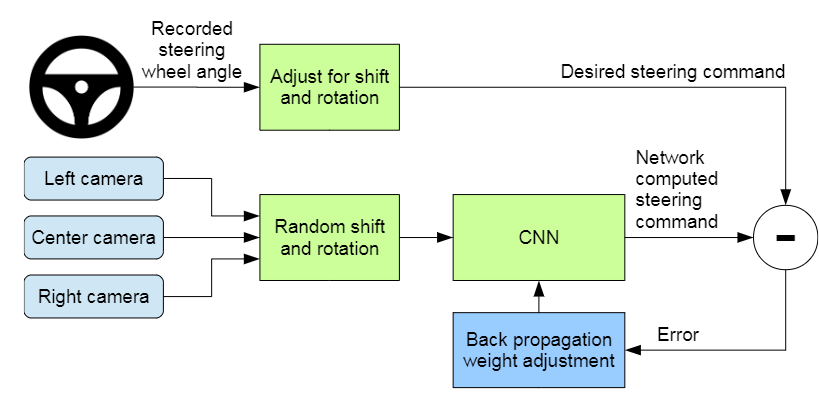 Recorded
steering
wheel angle
Adjust for shift
and rotation
Desired steering command
Left camera
Center camera
Right camera
Random shift
and rotation
CNN
Network
computed
steering
command
-
Back propagation
weight adjustment
Error